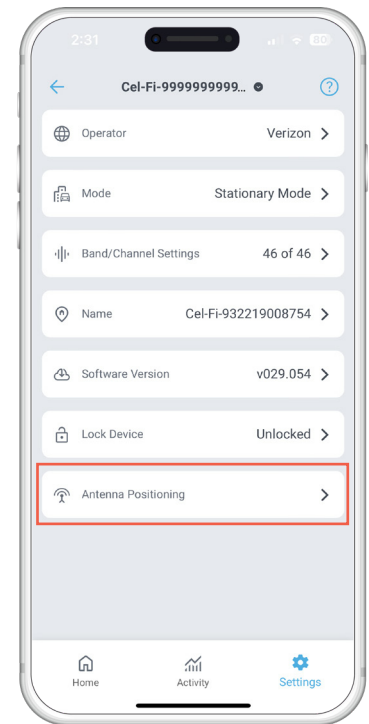 2:31
80
Cel-Fi-9999999999...
?
Operator Verizon
Mode Stationary Mode
Band/Channel Settings 46 of 46
Name Cel-Fi-932219008754
Software Version v029.054
Lock Device Unlocked
Antenna Positioning
Home Activity Settings